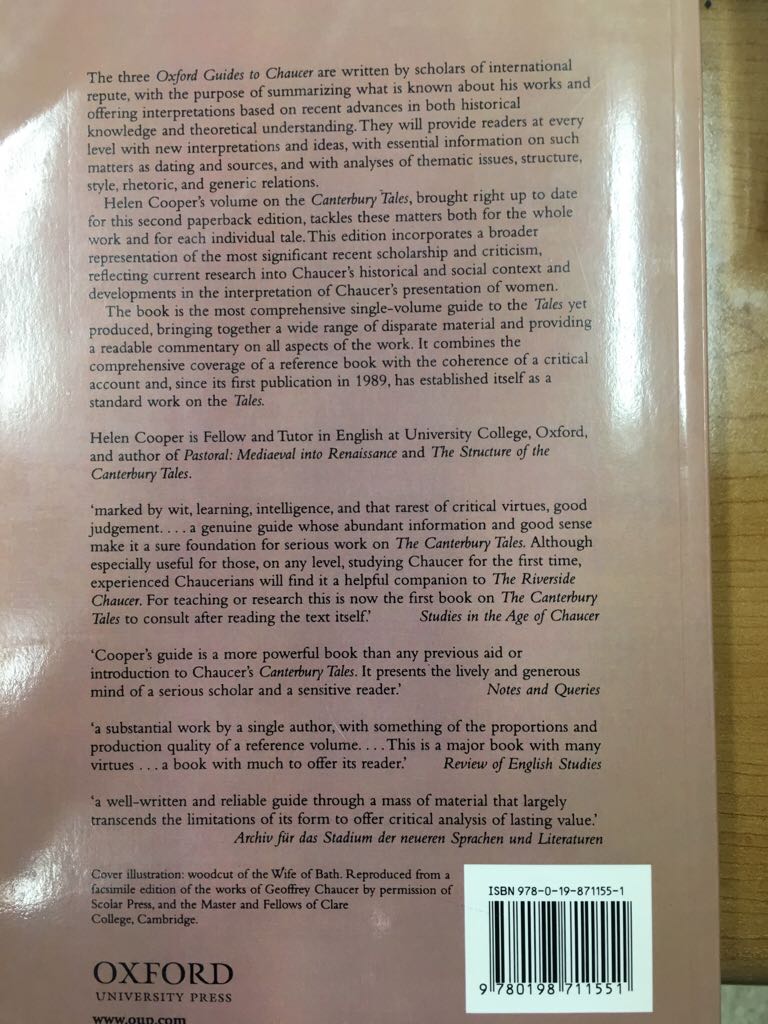 The three Oxford Guides to Chaucer are written by scholars of international
repute, with the purpose of summarizing what is known about his works and
offering interpretations based on recent advances in both historical
knowledge and theoretical understanding. They will provide readers at every
level with new interpretations and ideas, with essential information on such
matters as dating and sources, and with analyses of thematic issues, structure,
style, rhetoric, and generic relations.
Helen Cooper's volume on the Canterbury Tales, brought right up to date
for this second paperback edition, tackles these matters both for the whole
work and for each individual tale. This edition incorporates a broader
representation of the most significant recent scholarship and criticism,
reflecting current research into Chaucer's historical and social context and
developments in the interpretation of Chaucer's presentation of women.
The book is the most comprehensive single-volume guide to the Tales yet
produced, bringing together a wide range of disparate material and providing
a readable commentary on all aspects of the work. It combines the
comprehensive coverage of a reference book with the coherence of a critical
account and, since its first publication in 1989, has established itself as a
standard work on the Tales.
Helen Cooper is Fellow and Tutor in English at University College, Oxford,
and author of Pastoral: Mediaeval into Renaissance and The Structure of the
Canterbury Tales.
'marked by wit, learning, intelligence, and that rarest of critical virtues, good
judgement. . . . a genuine guide whose abundant information and good sense
make it a sure foundation for serious work on The Canterbury Tales. Although
especially useful for those, on any level, studying Chaucer for the first time,
experienced Chaucerians will find it a helpful companion to The Riverside
Chaucer. For teaching or research this is now the first book on The Canterbury
Tales to consult after reading the text itself.' Studies in the Age of Chaucer
'Cooper's guide is a more powerful book than any previous aid or
introduction to Chaucer's Canterbury Tales. It presents the lively and generous
mind of a serious scholar and a sensitive reader.' Notes and Queries
'a substantial work by a single author, with something of the proportions and
production quality of a reference volume. . . . This is a major book with many
virtues . . . a book with much to offer its reader.' Review of English Studies
'a well-written and reliable guide through a mass of material that largely
transcends the limitations of its form to offer critical analysis of lasting value.'
Archiv für das Stadium der neueren Sprachen und Literaturen
Cover illustration: woodcut of the Wife of Bath. Reproduced from a
facsimile edition of the works of Geoffrey Chaucer by permission of
Scolar Press, and the Master and Fellows of Clare
College, Cambridge.
ISBN 978-0-19-871155-1
9 780198 711551
OXFORD
UNIVERSITY PRESS
www.oup.com